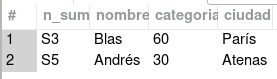 # n_sum nombre categoria ciudad
1 S3 Blas 60 París
2 S5 Andrés 30 Atenas